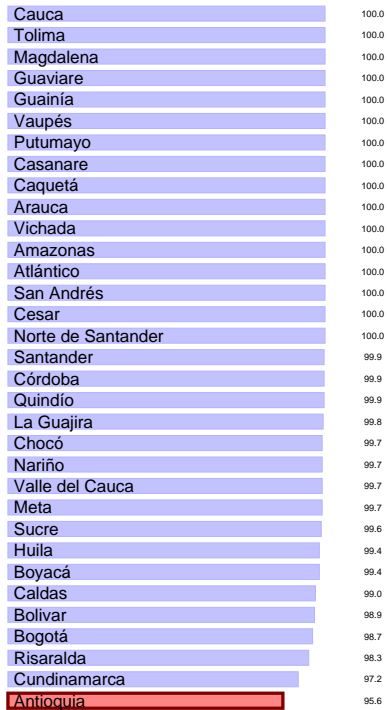 Cauca 100.0
Tolima 100.0
Magdalena 100.0
Guaviare 100.0
Guainía 100.0
Vaupés 100.0
Putumayo 100.0
Casanare 100.0
Caquetá 100.0
Arauca 100.0
Vichada 100.0
Amazonas 100.0
Atlántico 100.0
San Andrés 100.0
Cesar 100.0
Norte de Santander 100.0
Santander 99.9
Córdoba 99.9
Quindío 99.9
La Guajira 99.8
Chocó 99.7
Nariño 99.7
Valle del Cauca 99.7
Meta 99.7
Sucre 99.6
Huila 99.4
Boyacá 99.4
Caldas 99.0
Bolivar 98.9
Bogotá 98.7
Risaralda 98.3
Cundinamarca 97.2
Antioquia 95.6